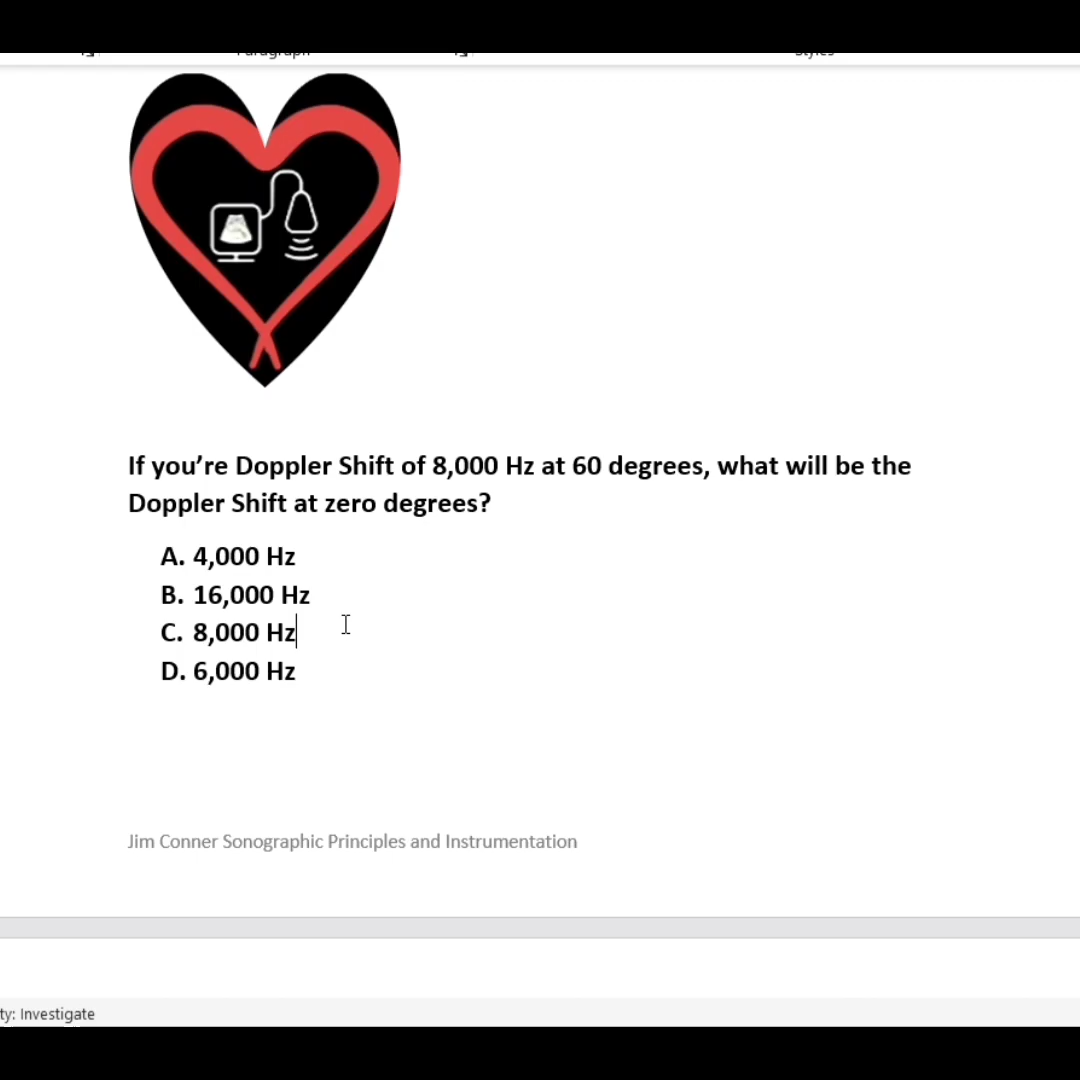 Paragraph
Styles
If you’re Doppler Shift of 8,000 Hz at 60 degrees, what will be the
Doppler Shift at zero degrees?
A. 4,000 Hz
B. 16,000 Hz
C. 8,000 Hz
D. 6,000 Hz
Jim Conner Sonographic Principles and Instrumentation
ty: Investigate